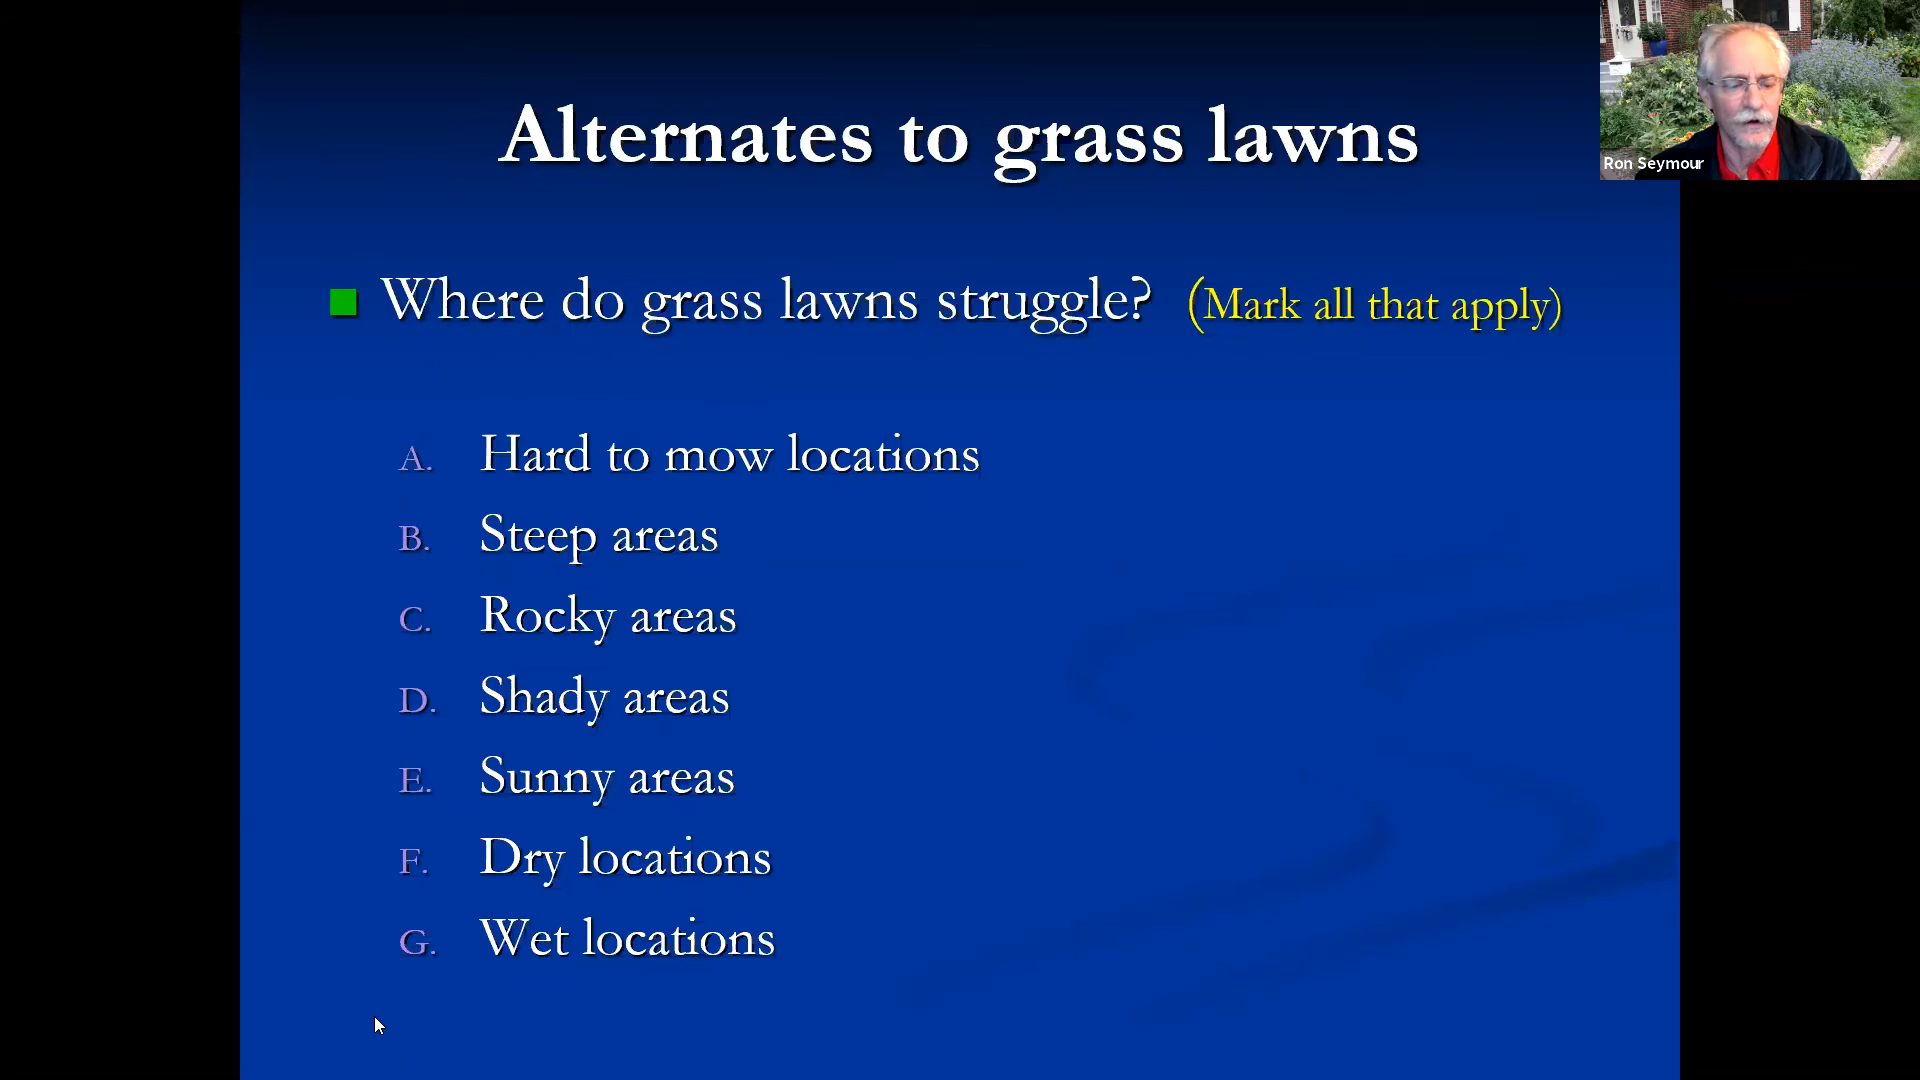 Alternates to grass lawns
Ron Seymour
Where do grass lawns struggle? (Mark all that apply)
A. Hard to mow locations
B. Steep areas
C. Rocky areas
D. Shady areas
E. Sunny areas
F. Dry locations
G. Wet locations